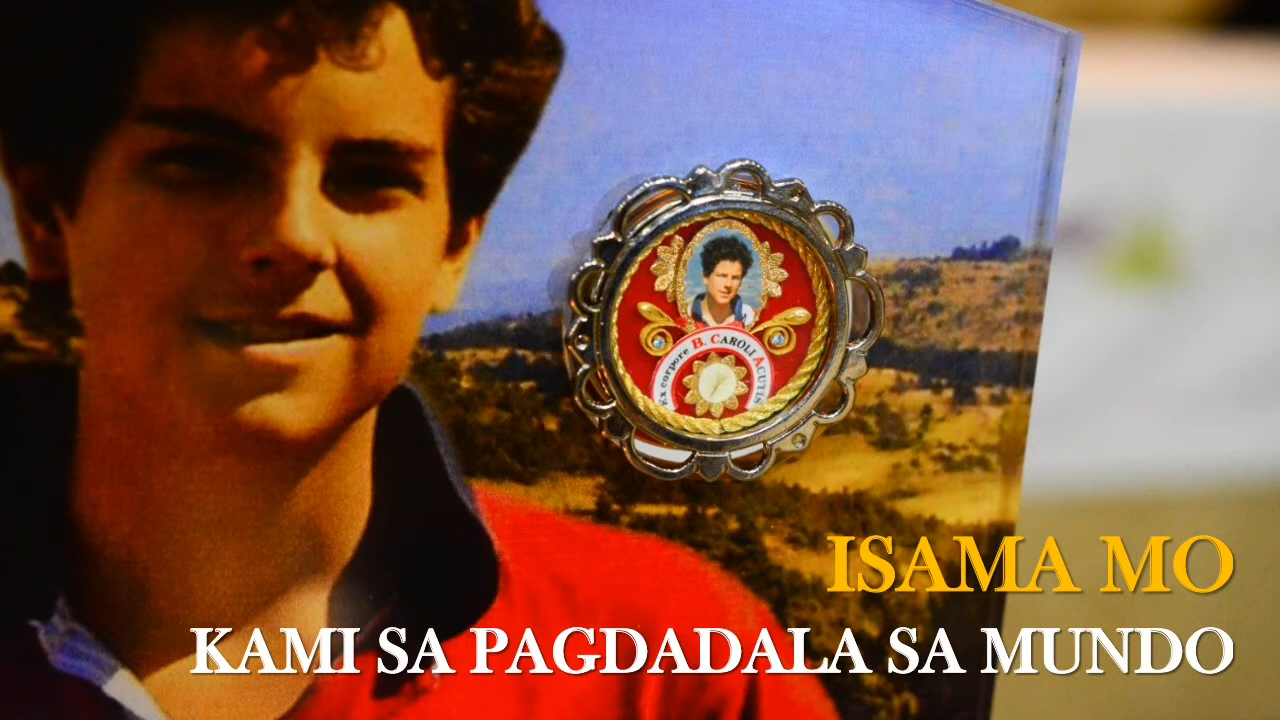 Ex corpore B. CAROLI ACUTIS
ISAMA MO
KAMI SA PAGDADALA SA MUNDO